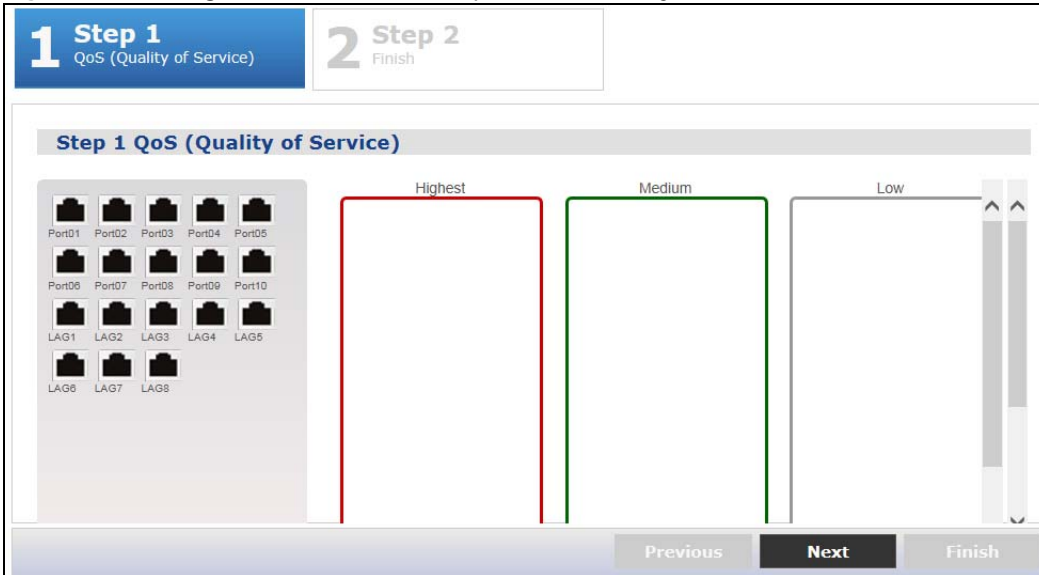 1 Step 1
QoS (Quality of Service)
2 Step 2
Finish
Step 1 QoS (Quality of Service)
Highest Medium Low
Port01 Port02 Port03 Port04 Port05
Port06 Port07 Port08 Port09 Port10
LAG1 LAG2 LAG3 LAG4 LAG5
LAG6 LAG7 LAG8
Previous Next Finish